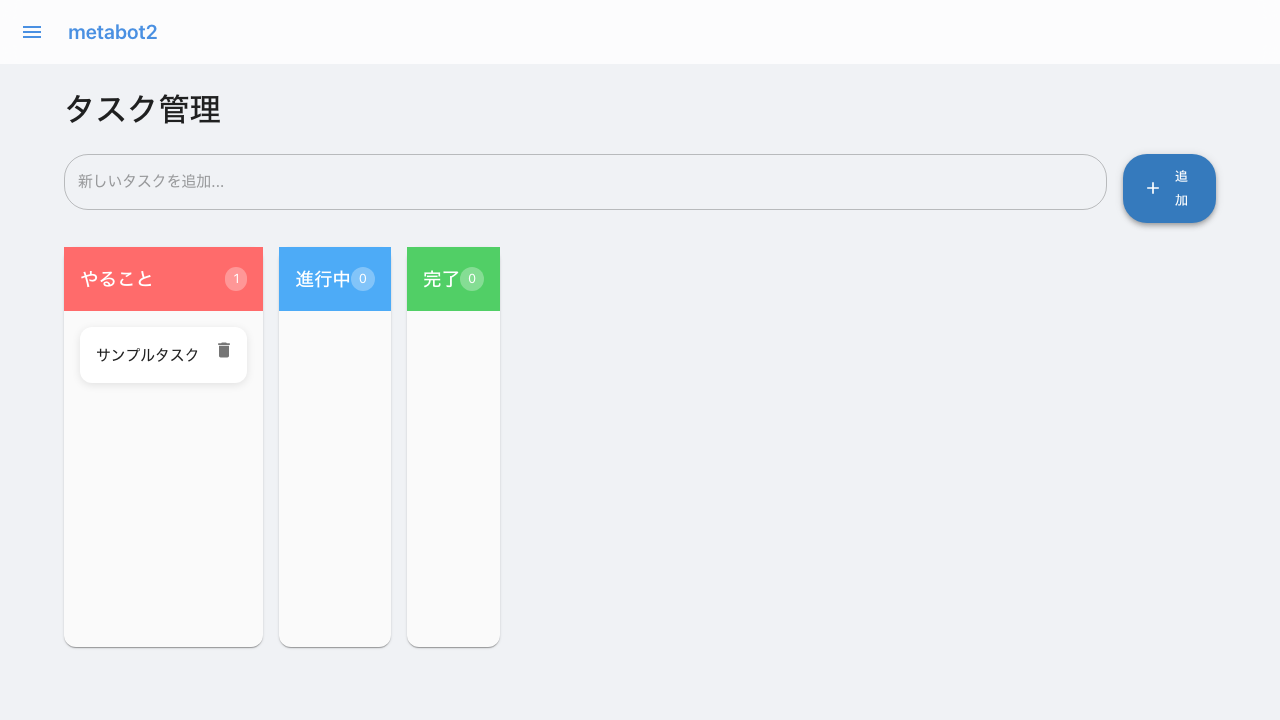 metabot2
タスク管理
新しいタスクを追加...
追
加
やること 1
進行中 0
完了 0
サンプルタスク